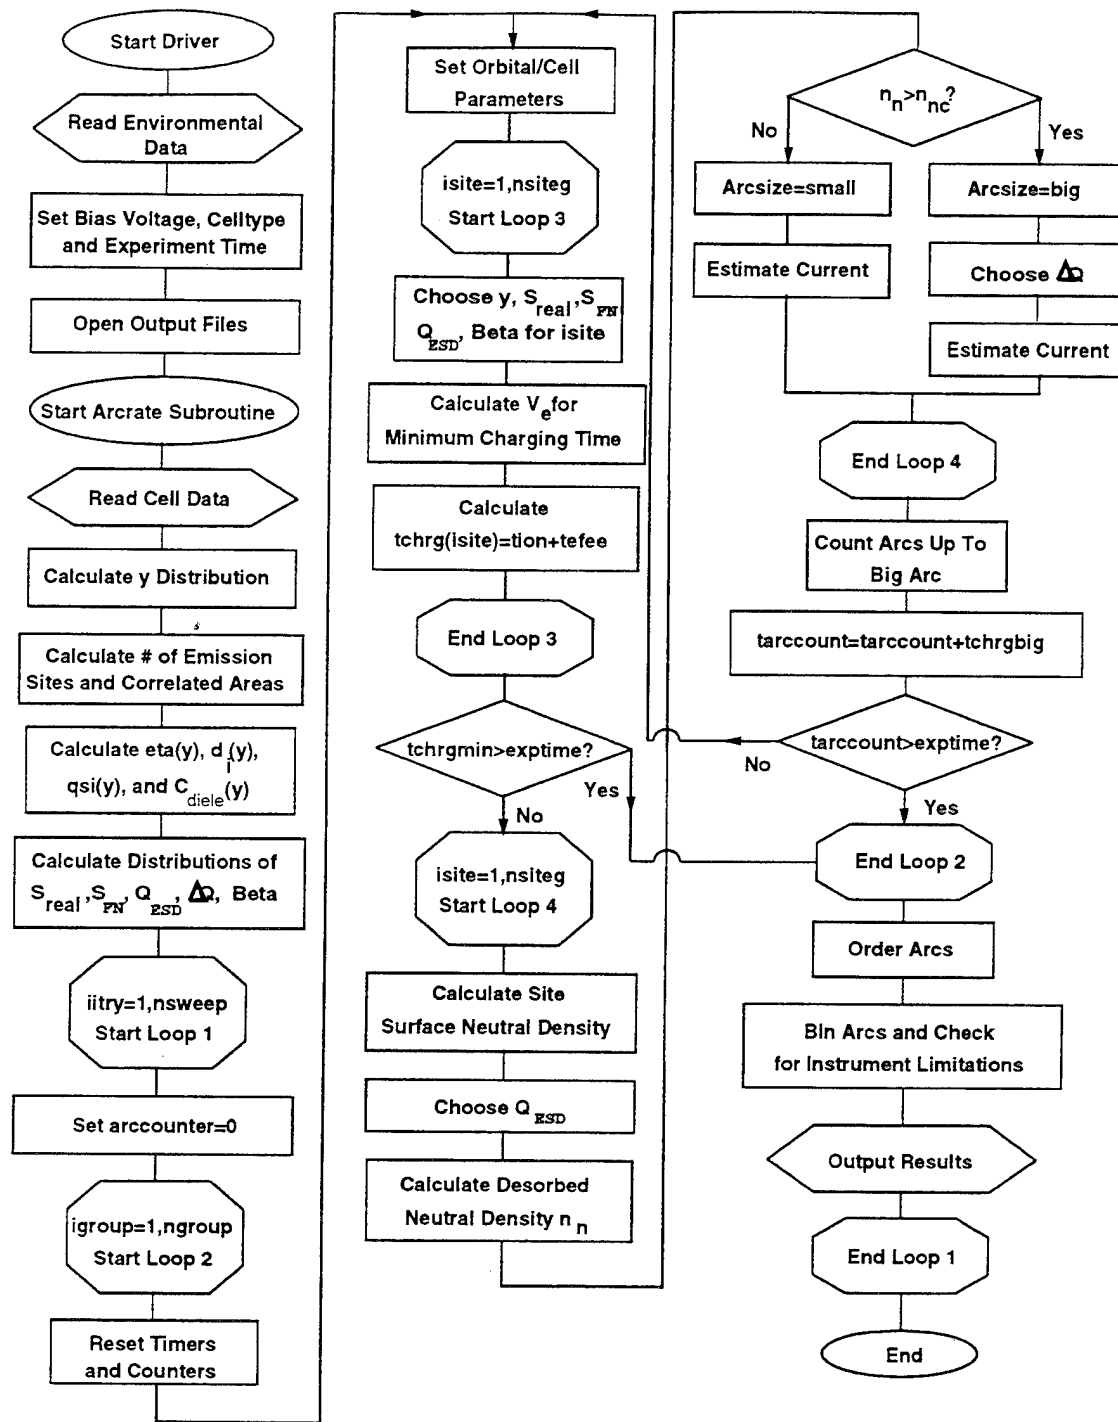 Start Driver
Read Environmental
Data
Set Bias Voltage, Celltype
and Experiment Time
Open Output Files
Start Arcrate Subroutine
Read Cell Data
Calculate y Distribution
Calculate # of Emission
Sites and Correlated Areas
Calculate eta(y), d_i(y),
qsi(y), and C_diele(y)
Calculate Distributions of
S_real, S_FN, Q_ESD, ΔQ, Beta
iitry=1,nsweep
Start Loop 1
Set arccounter=0
igroup=1,ngroup
Start Loop 2
Reset Timers
and Counters
Set Orbital/Cell
Parameters
isite=1,nsiteg
Start Loop 3
Choose y, S_real, S_FN
Q_ESD, Beta for isite
Calculate V_e for
Minimum Charging Time
Calculate
tchrg(isite)=tion+tefee
End Loop 3
tchrgmin>exptime?
Yes
No
isite=1,nsiteg
Start Loop 4
Calculate Site
Surface Neutral Density
Choose Q_ESD
Calculate Desorbed
Neutral Density n_n
n_n>n_nc?
No
Yes
Arcsize=small
Arcsize=big
Estimate Current
Choose ΔQ
Estimate Current
End Loop 4
Count Arcs Up To
Big Arc
tarccount=tarccount+tchrgbig
tarccount>exptime?
No
Yes
End Loop 2
Order Arcs
Bin Arcs and Check
for Instrument Limitations
Output Results
End Loop 1
End